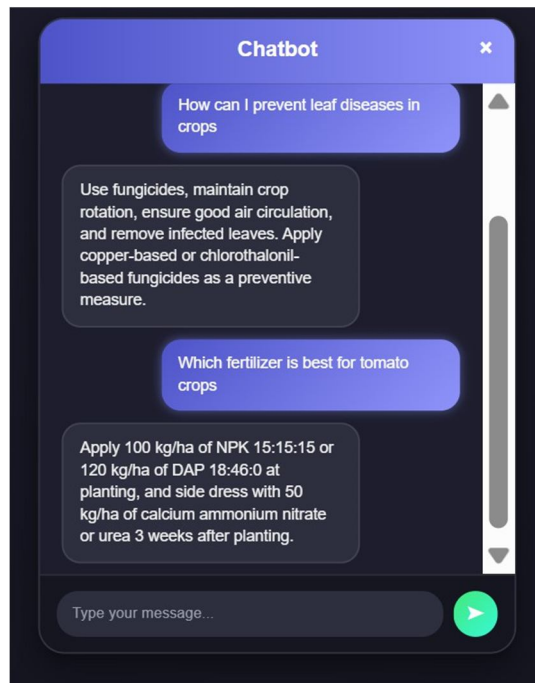 Chatbot
×
How can I prevent leaf diseases in
crops
Use fungicides, maintain crop
rotation, ensure good air circulation,
and remove infected leaves. Apply
copper-based or chlorothalonil-
based fungicides as a preventive
measure.
Which fertilizer is best for tomato
crops
Apply 100 kg/ha of NPK 15:15:15 or
120 kg/ha of DAP 18:46:0 at
planting, and side dress with 50
kg/ha of calcium ammonium nitrate
or urea 3 weeks after planting.
Type your message...